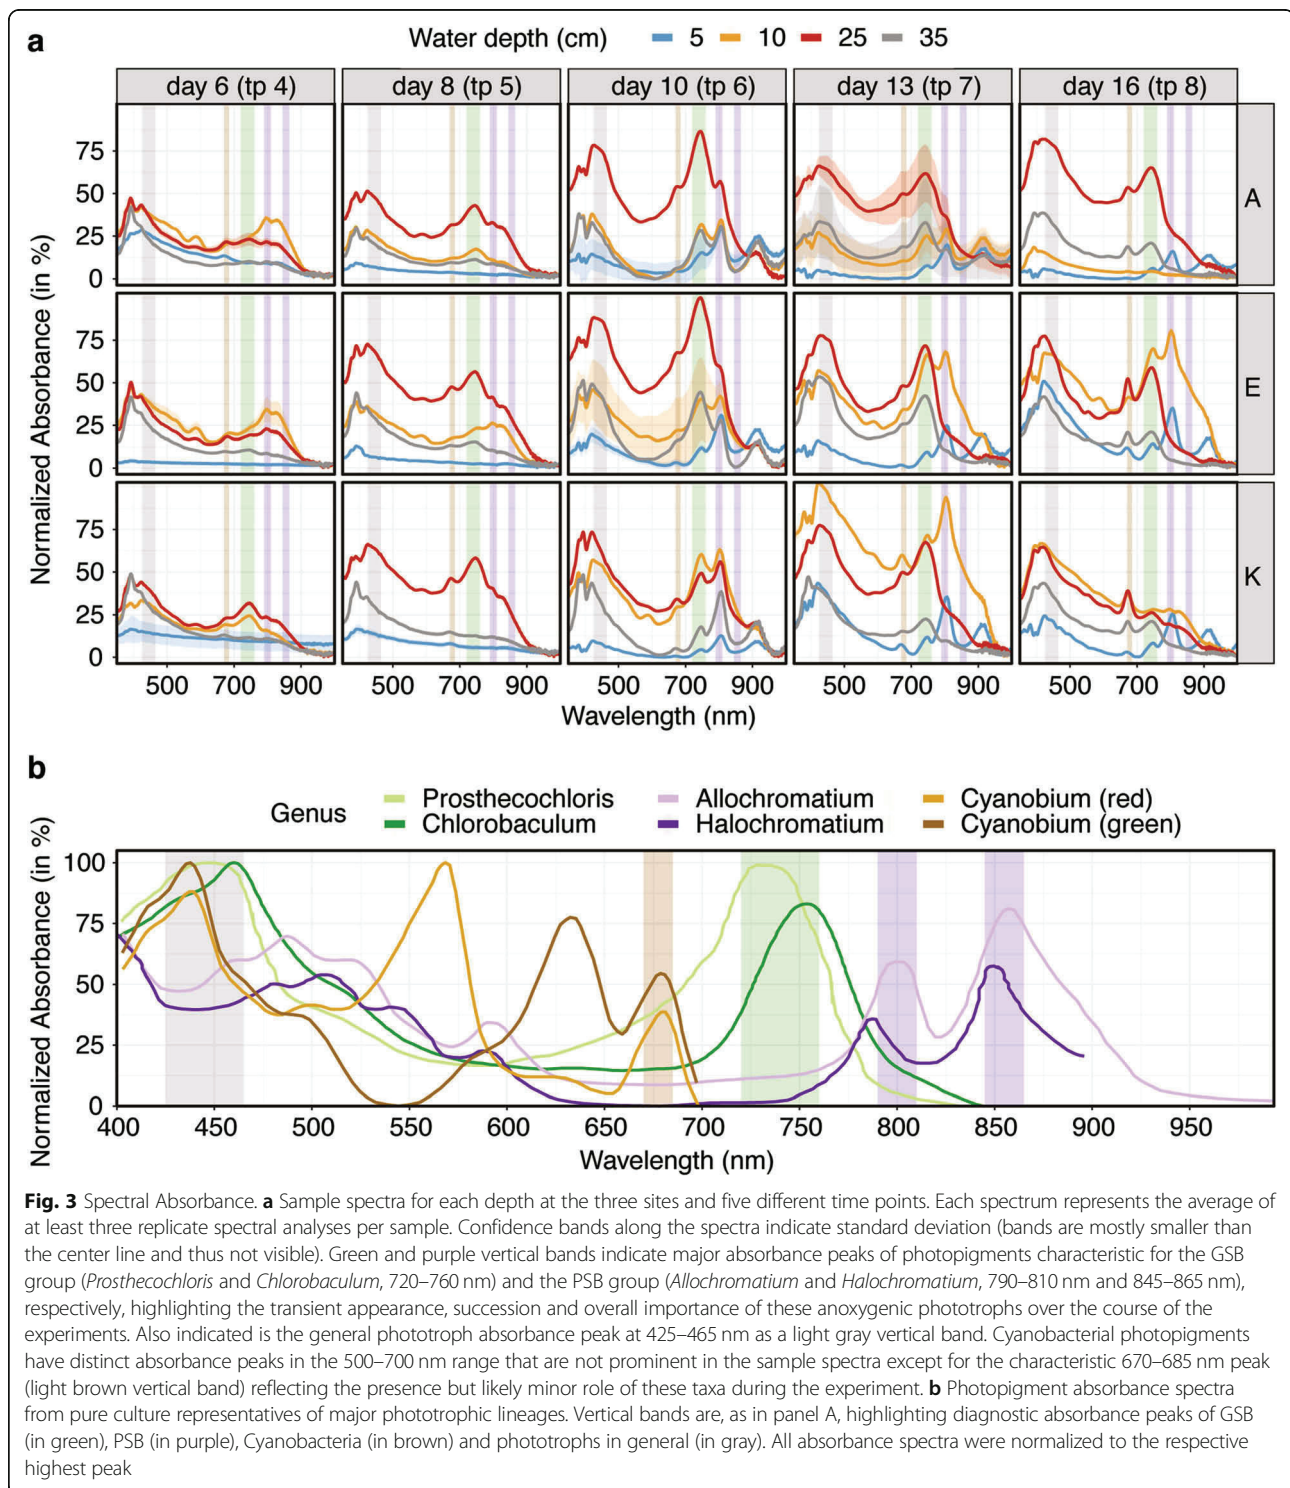 a
Water depth (cm) 5 10 25 35
day 6 (tp 4) day 8 (tp 5) day 10 (tp 6) day 13 (tp 7) day 16 (tp 8)
Normalized Absorbance (in %)
75
50
25
0
A
75
50
25
0
E
75
50
25
0
K
500 700 900 500 700 900 500 700 900 500 700 900 500 700 900
Wavelength (nm)
b
Genus
Prosthecochloris Allochromatium Cyanobium (red)
Chlorobaculum Halochromatium Cyanobium (green)
Normalized Absorbance (in %)
100
75
50
25
0
400 450 500 550 600 650 700 750 800 850 900 950
Wavelength (nm)
Fig. 3 Spectral Absorbance. a Sample spectra for each depth at the three sites and five different time points. Each spectrum represents the average of
at least three replicate spectral analyses per sample. Confidence bands along the spectra indicate standard deviation (bands are mostly smaller than
the center line and thus not visible). Green and purple vertical bands indicate major absorbance peaks of photopigments characteristic for the GSB
group (Prosthecochloris and Chlorobaculum, 720–760 nm) and the PSB group (Allochromatium and Halochromatium, 790–810 nm and 845–865 nm),
respectively, highlighting the transient appearance, succession and overall importance of these anoxygenic phototrophs over the course of the
experiments. Also indicated is the general phototroph absorbance peak at 425–465 nm as a light gray vertical band. Cyanobacterial photopigments
have distinct absorbance peaks in the 500–700 nm range that are not prominent in the sample spectra except for the characteristic 670–685 nm peak
(light brown vertical band) reflecting the presence but likely minor role of these taxa during the experiment. b Photopigment absorbance spectra
from pure culture representatives of major phototrophic lineages. Vertical bands are, as in panel A, highlighting diagnostic absorbance peaks of GSB
(in green), PSB (in purple), Cyanobacteria (in brown) and phototrophs in general (in gray). All absorbance spectra were normalized to the respective
highest peak